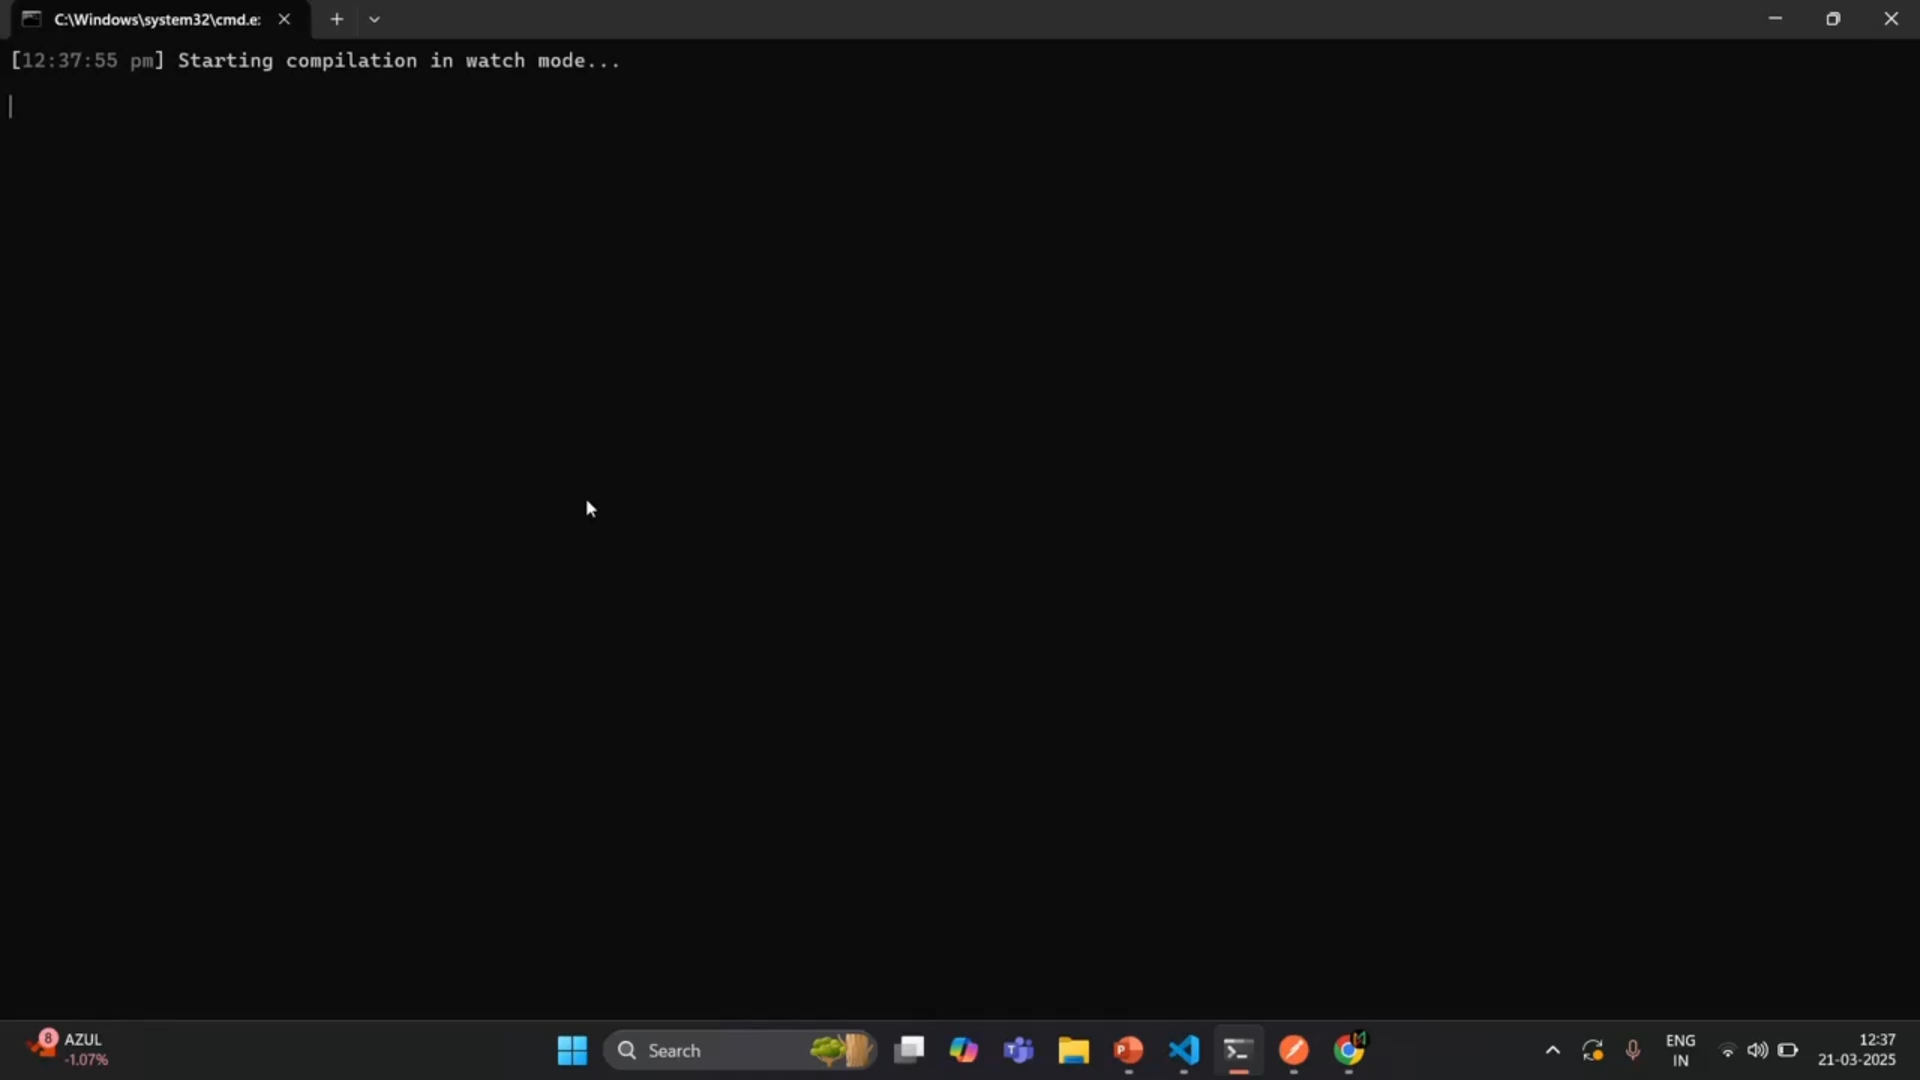 C:\Windows\system32\cmd.e:
[12:37:55 pm] Starting compilation in watch mode...
8
AZUL
-1.07%
Search
ENG
IN
12:37
21-03-2025